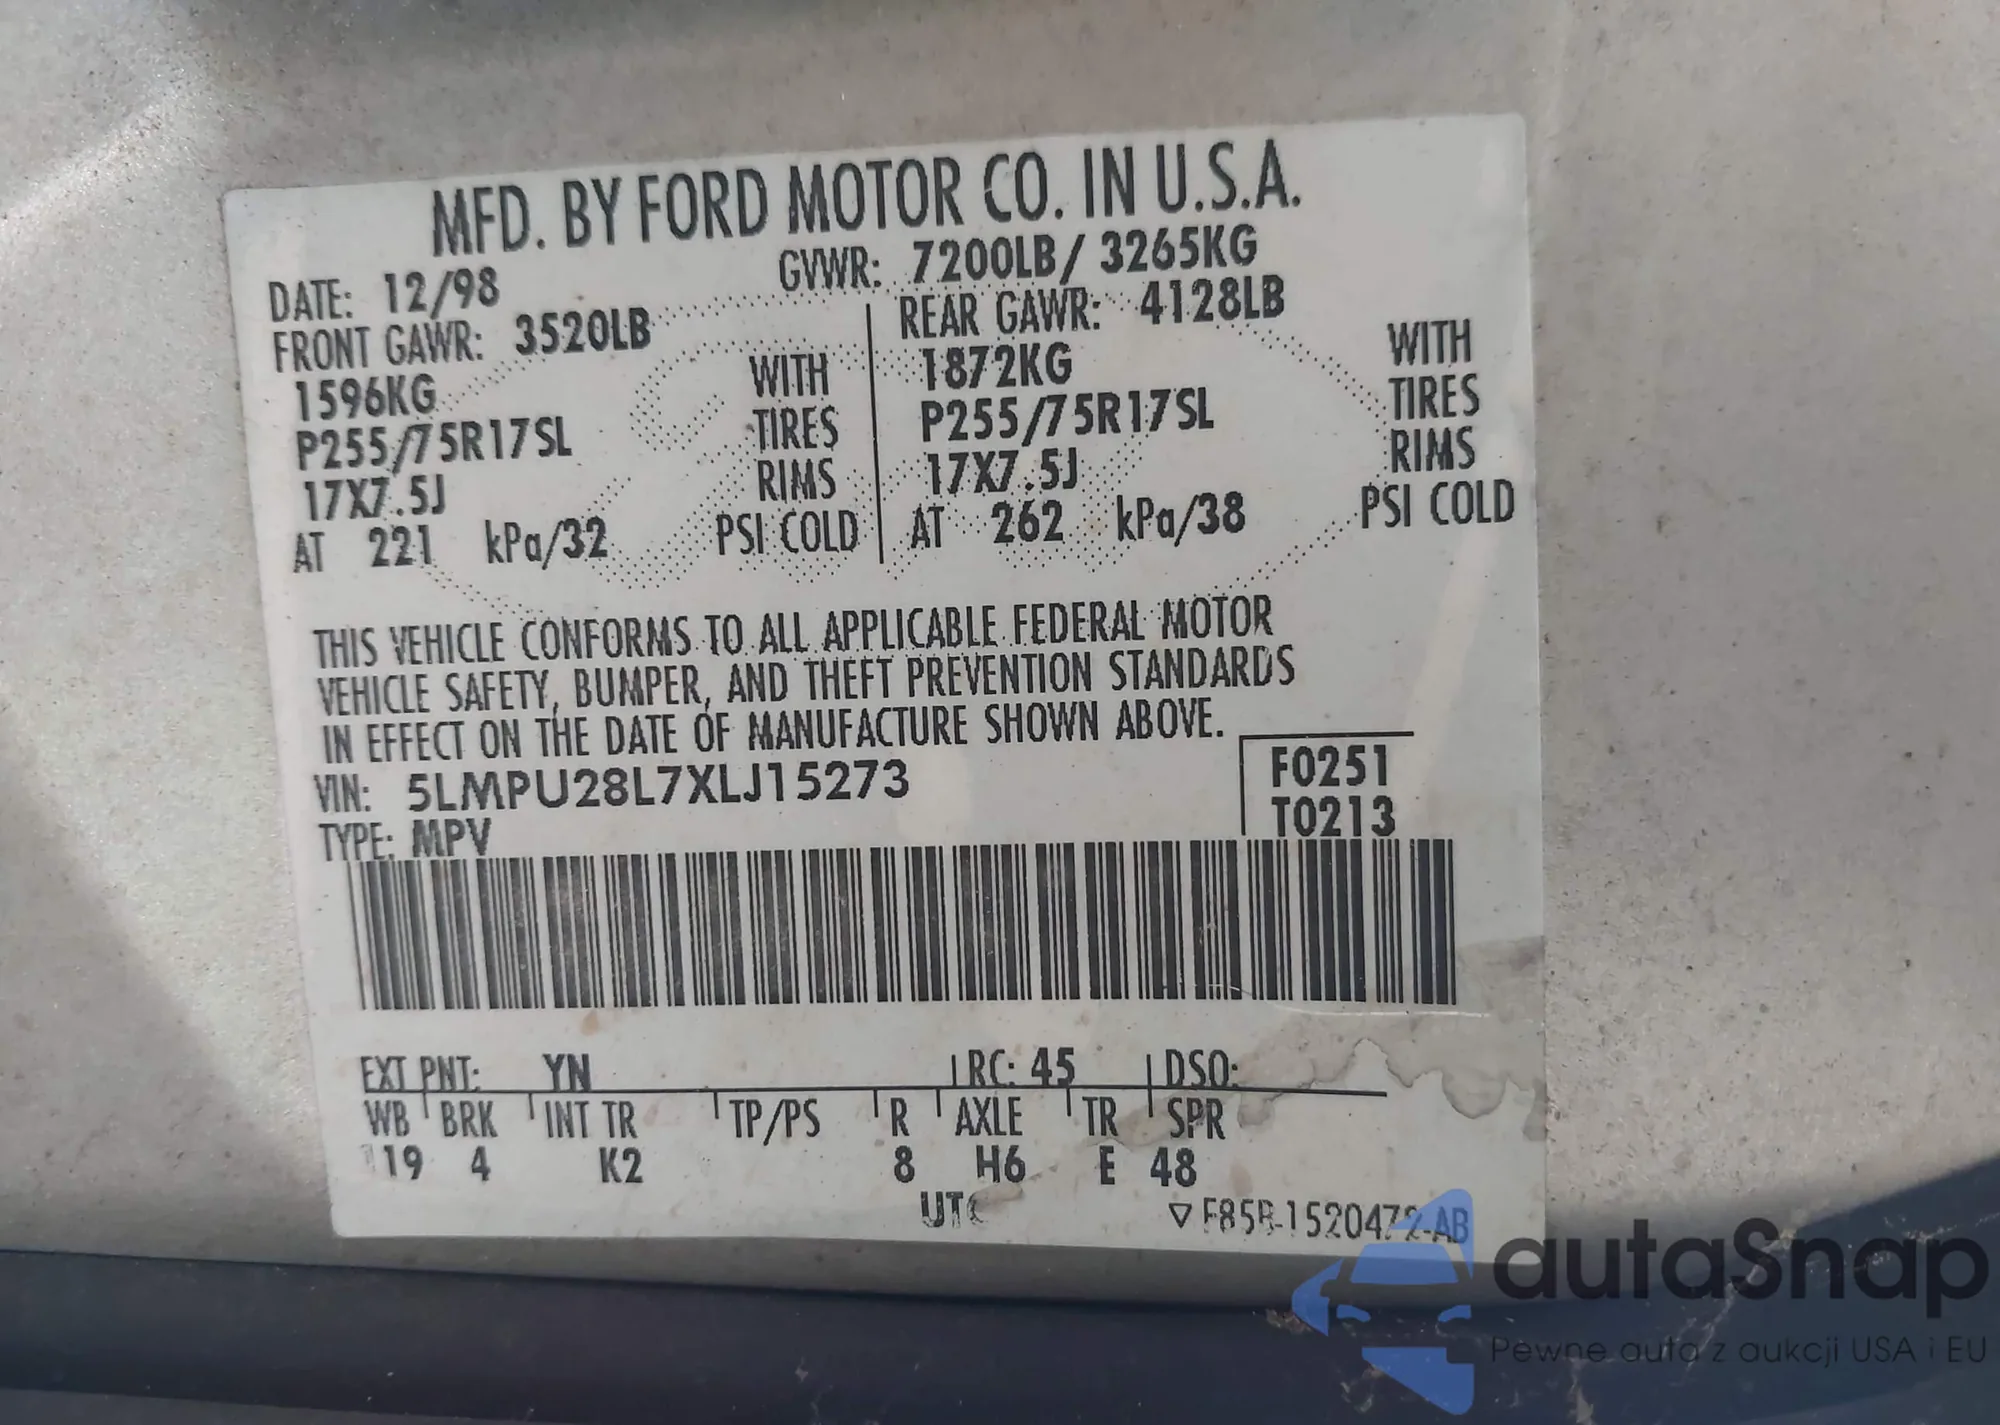 MFD. BY FORD MOTOR CO. IN U.S.A.
DATE: 12/98 GVWR: 7200LB/ 3265KG
FRONT GAWR: 3520LB REAR GAWR: 4128LB
1596KG WITH 1872KG WITH
P255/75R17SL TIRES P255/75R17SL TIRES
17X7.5J RIMS 17X7.5J RIMS
AT 221 kPa/32 PSI COLD AT 262 kPa/38 PSI COLD
THIS VEHICLE CONFORMS TO ALL APPLICABLE FEDERAL MOTOR
VEHICLE SAFETY, BUMPER, AND THEFT PREVENTION STANDARDS
IN EFFECT ON THE DATE OF MANUFACTURE SHOWN ABOVE.
VIN: 5LMPU28L7XLJ15273 F0251
TYPE: MPV T0213
EXT PNT: YN RC: 45 DSO:
WB BRK INT TR TP/PS R AXLE TR SPR
119 4 K2 8 H6 E 48
▽ F85B-1520472-AB
autaSnap
Pewne auta z aukcji USA i EU